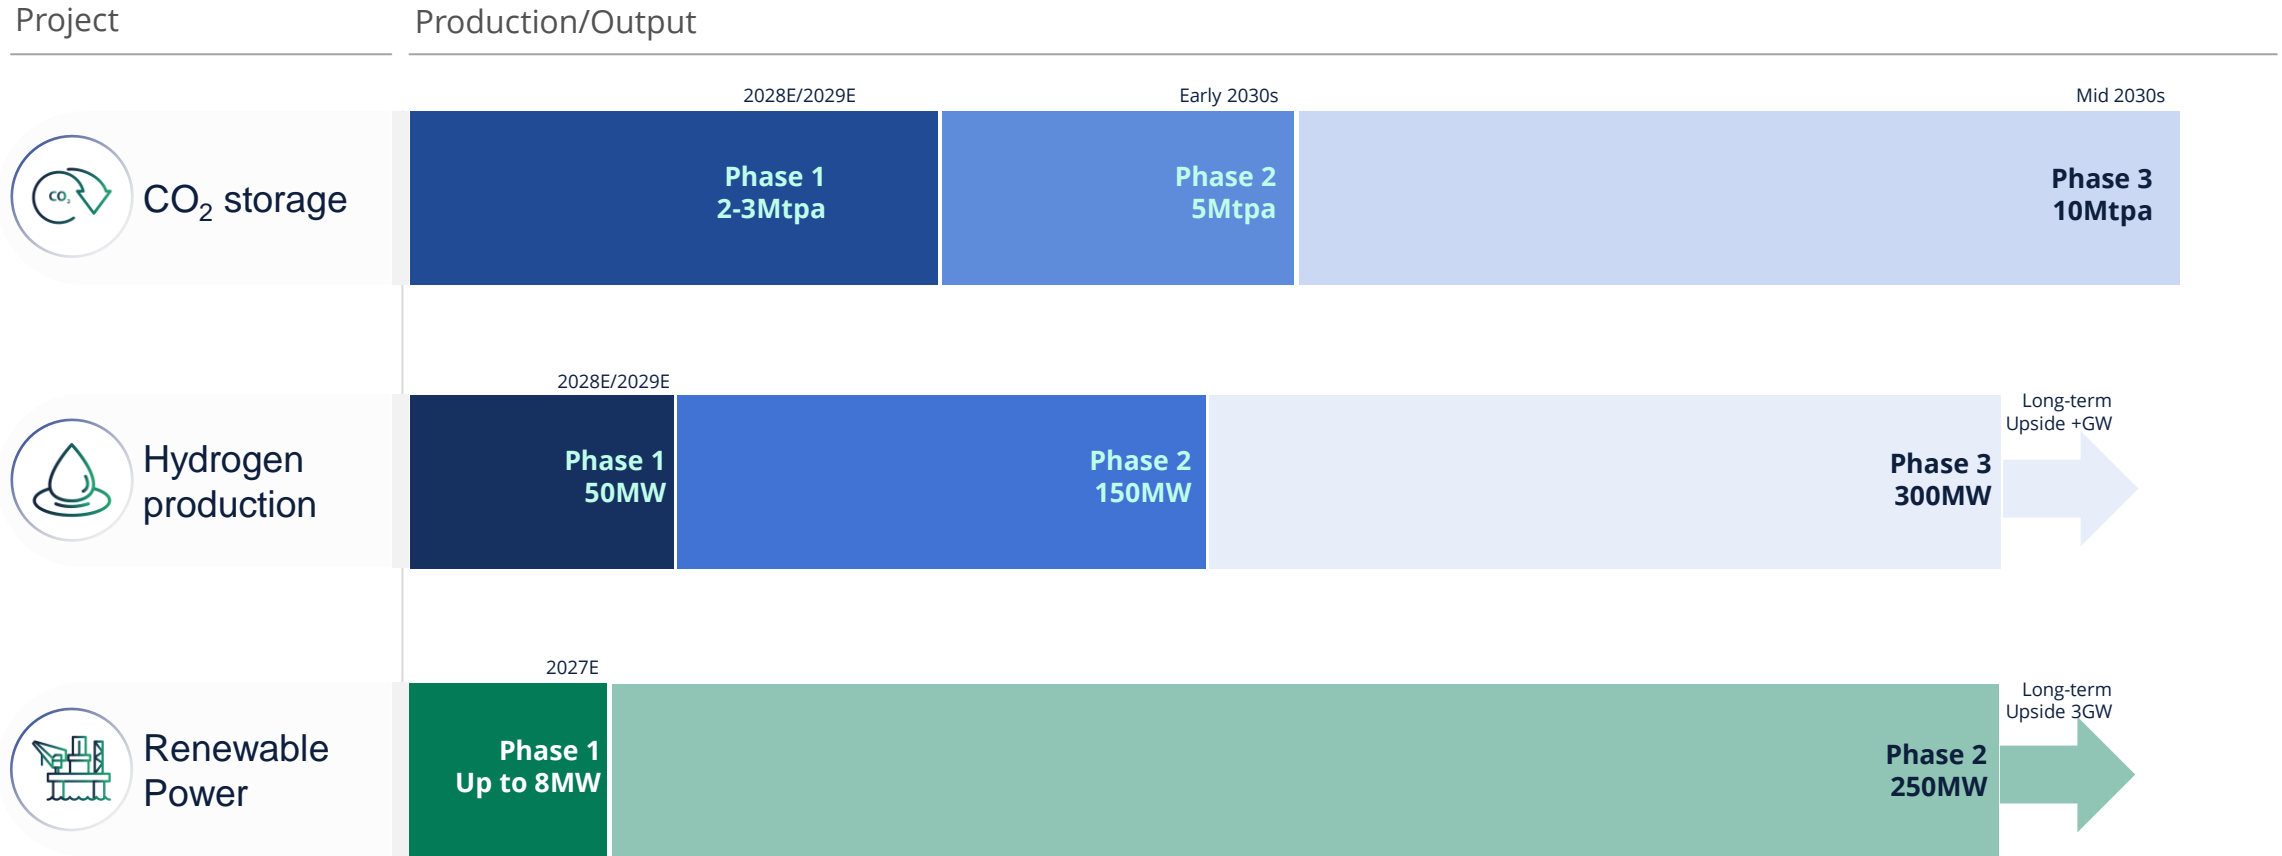 Project
Production/Output
2028E/2029E
Early 2030s
Mid 2030s
CO₂
CO₂ storage
Phase 1
2-3Mtpa
Phase 2
5Mtpa
Phase 3
10Mtpa
2028E/2029E
Long-term
Upside +GW
Hydrogen
production
Phase 1
50MW
Phase 2
150MW
Phase 3
300MW
2027E
Long-term
Upside 3GW
Renewable
Power
Phase 1
Up to 8MW
Phase 2
250MW